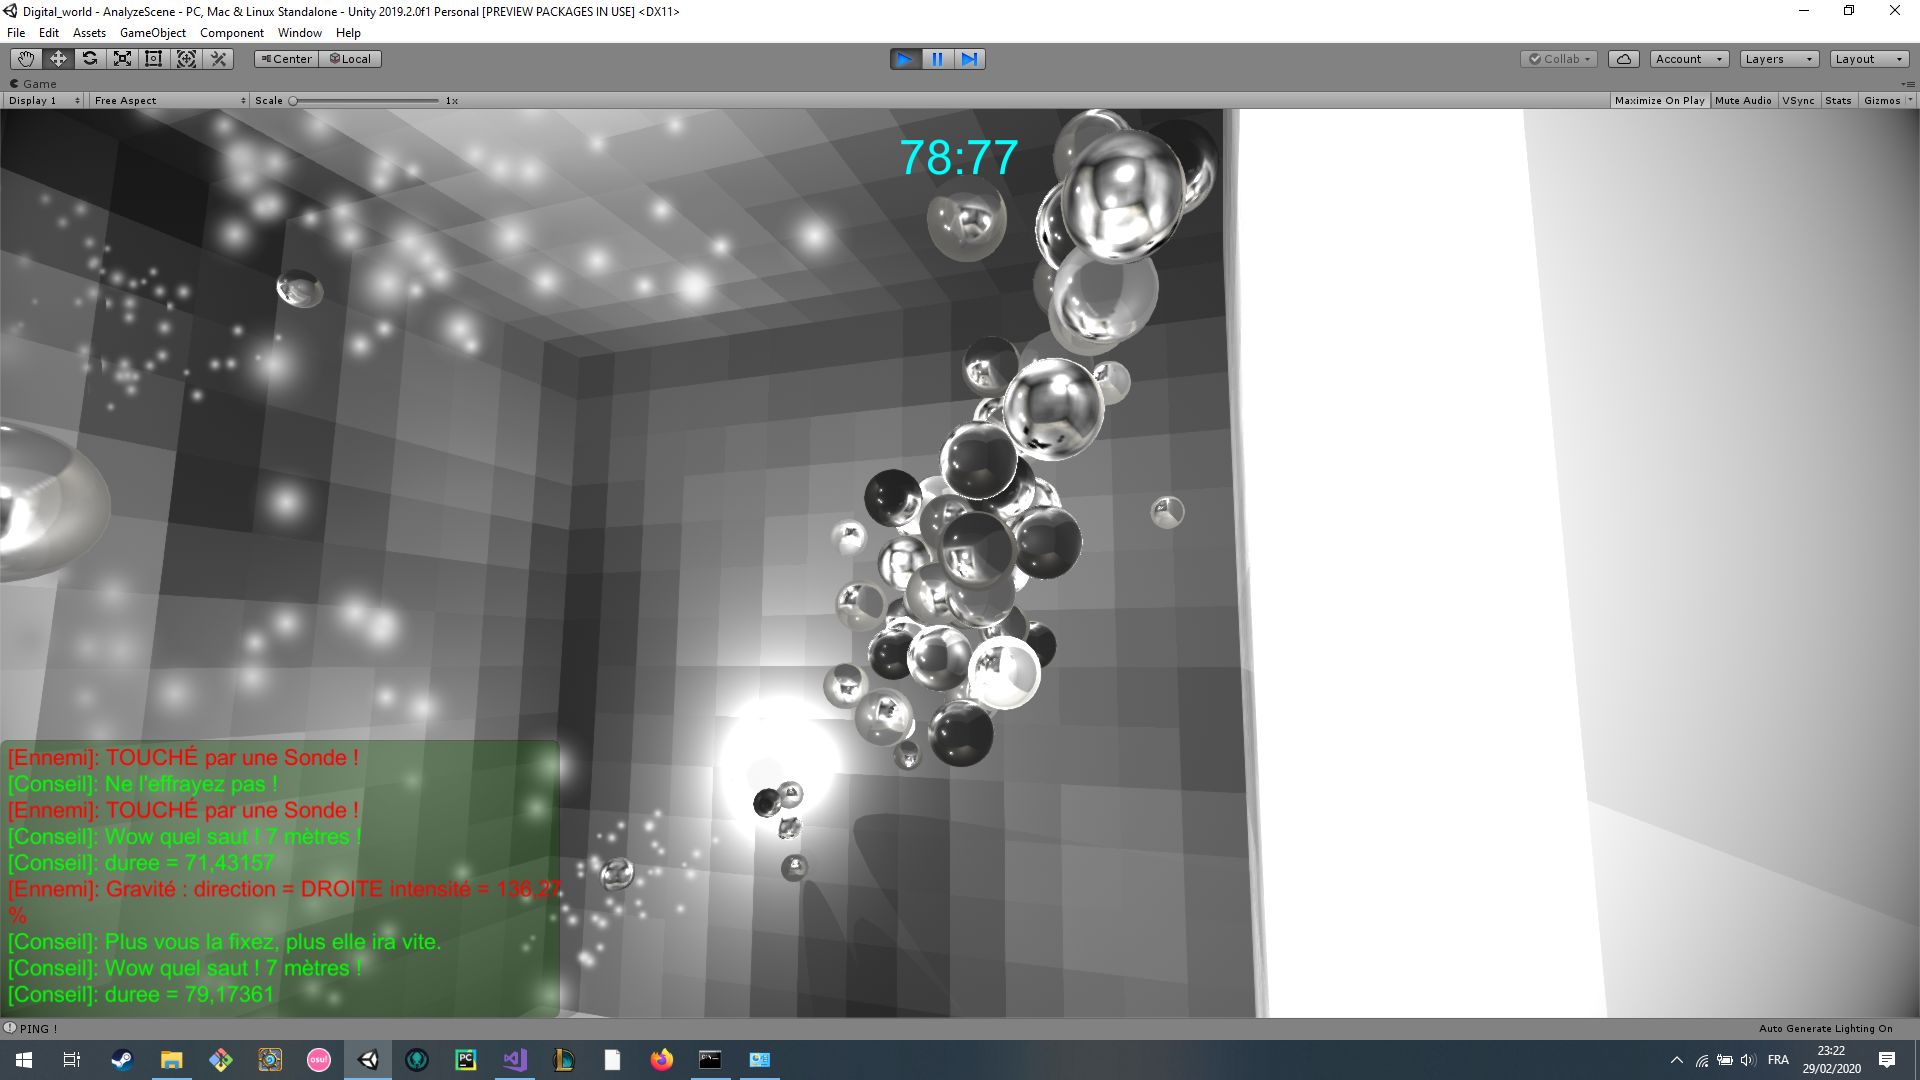 Digital_world - AnalyzeScene - PC, Mac & Linux Standalone - Unity 2019.2.0f1 Personal [PREVIEW PACKAGES IN USE] <DX11>
File Edit Assets GameObject Component Window Help
Center Local Collab Account Layers Layout
Game
Display 1 Free Aspect Scale 1x Maximize On Play Mute Audio VSync Stats Gizmos
78:77
[Ennemi]: TOUCHÉ par une Sonde !
[Conseil]: Ne l'effrayez pas !
[Ennemi]: TOUCHÉ par une Sonde !
[Conseil]: Wow quel saut ! 7 mètres !
[Conseil]: duree = 71,43157
[Ennemi]: Gravité : direction = DROITE intensité = 136,27
%
[Conseil]: Plus vous la fixez, plus elle ira vite.
[Conseil]: Wow quel saut ! 7 mètres !
[Conseil]: duree = 79,17361
PING !
Auto Generate Lighting On
osu! PC FRA 23:22
29/02/2020